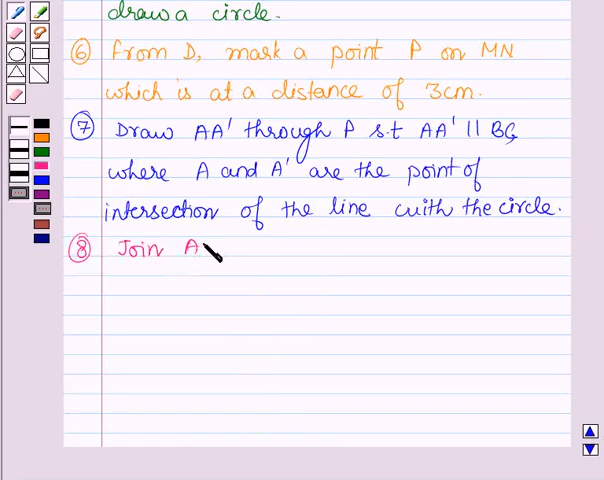 draw a circle.
⑥ From D, mark a point P on MN
which is at a distance of 3cm.
⑦ Draw AA' through P s.t AA' || BC,
where A and A' are the point of
intersection of the line with the circle.
⑧ Join A